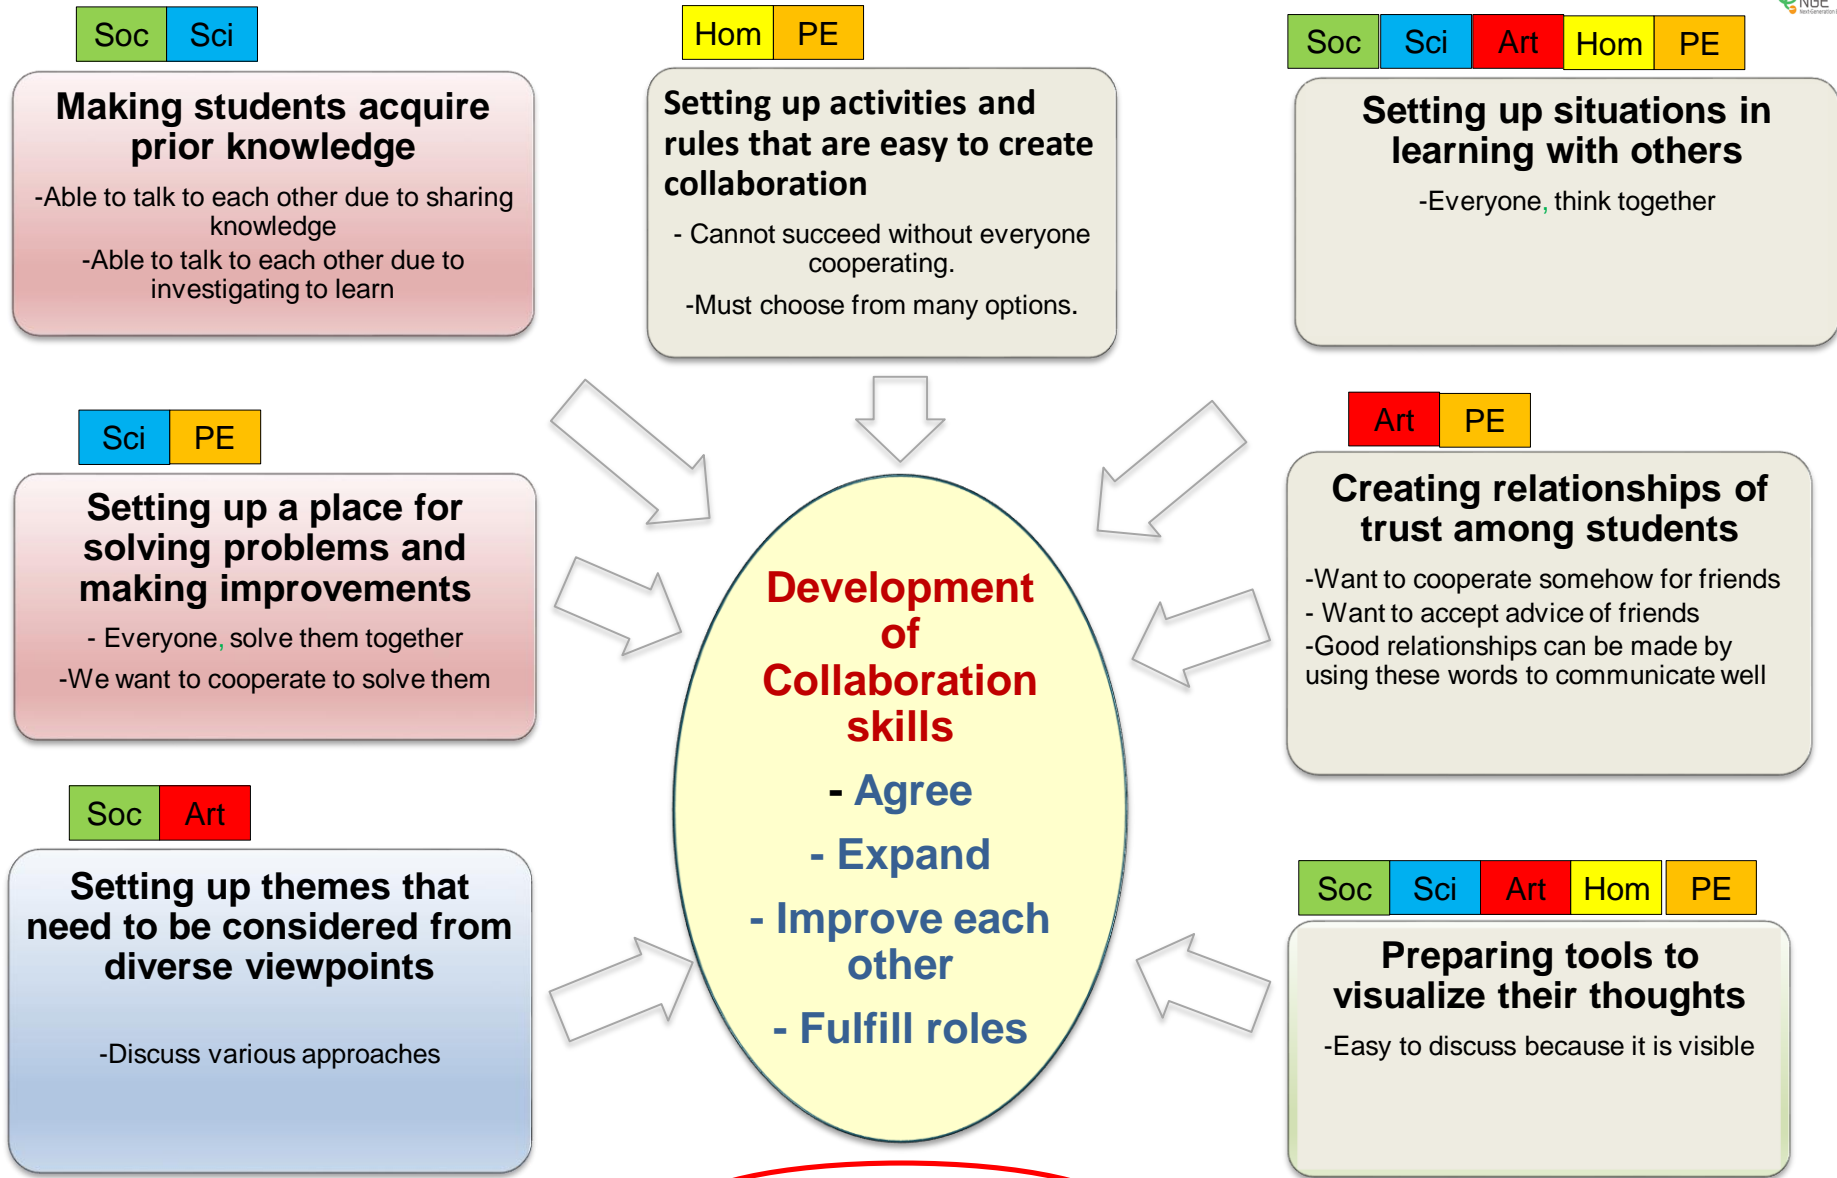 NGE
Soc Sci
Making students acquire
prior knowledge
-Able to talk to each other due to sharing
knowledge
-Able to talk to each other due to
investigating to learn
Hom PE
Setting up activities and
rules that are easy to create
collaboration
- Cannot succeed without everyone
cooperating.
-Must choose from many options.
Soc Sci Art Hom PE
Setting up situations in
learning with others
-Everyone, think together
Sci PE
Setting up a place for
solving problems and
making improvements
- Everyone, solve them together
-We want to cooperate to solve them
Art PE
Creating relationships of
trust among students
-Want to cooperate somehow for friends
- Want to accept advice of friends
-Good relationships can be made by
using these words to communicate well
Development
of
Collaboration
skills
- Agree
- Expand
- Improve each
other
- Fulfill roles
Soc Art
Setting up themes that
need to be considered from
diverse viewpoints
-Discuss various approaches
Soc Sci Art Hom PE
Preparing tools to
visualize their thoughts
-Easy to discuss because it is visible